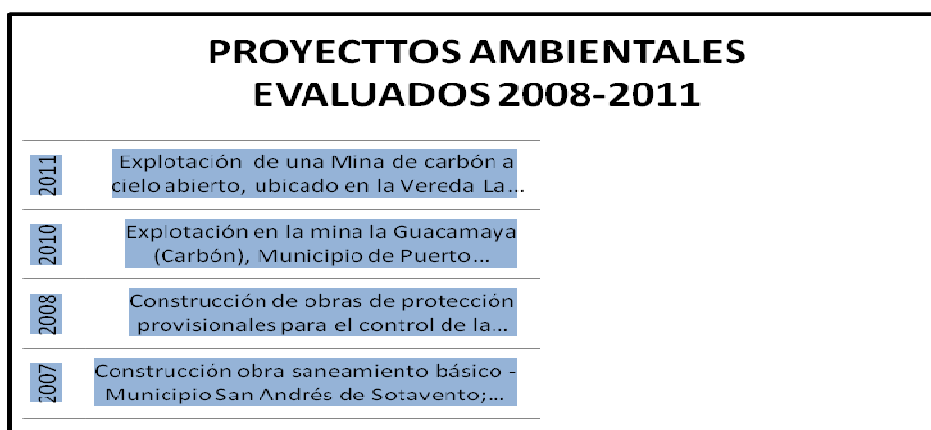 PROYECTTOS AMBIENTALES
EVALUADOS 2008-2011
2011
Explotación de una Mina de carbón a
cielo abierto, ubicado en la Vereda La...
2010
Explotación en la mina la Guacamaya
(Carbón), Municipio de Puerto...
2008
Construcción de obras de protección
provisionales para el control de la...
2007
Construcción obra saneamiento básico -
Municipio San Andrés de Sotavento;...